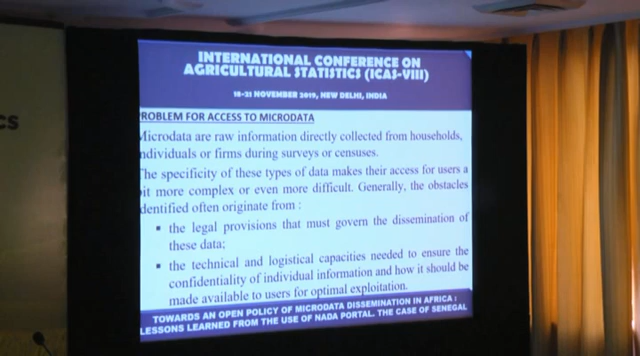 CS
INTERNATIONAL CONFERENCE ON
AGRICULTURAL STATISTICS (ICAS-VIII)
18-21 NOVEMBER 2019, NEW DELHI, INDIA
ROBLEM FOR ACCESS TO MICRODATA
Microdata are raw information directly collected from households,
ndividuals or firms during surveys or censuses.
The specificity of these types of data makes their access for users a
bit more complex or even more difficult. Generally, the obstacles
dentified often originate from :
▪ the legal provisions that must govern the dissemination of
these data;
▪ the technical and logistical capacities needed to ensure the
confidentiality of individual information and how it should be
made available to users for optimal exploitation.
TOWARDS AN OPEN POLICY OF MICRODATA DISSEMINATION IN AFRICA :
LESSONS LEARNED FROM THE USE OF NADA PORTAL. THE CASE OF SENEGAL